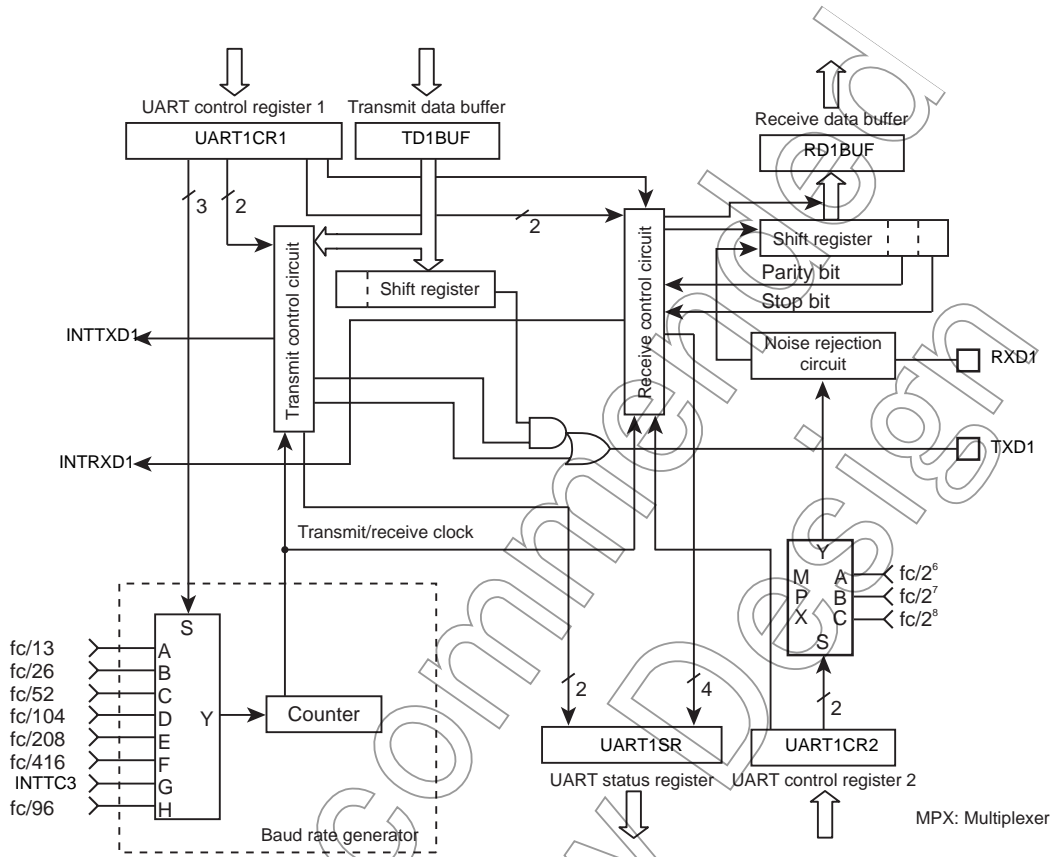 UART control register 1
Transmit data buffer
Receive data buffer
UART1CR1
TD1BUF
RD1BUF
3
2
2
Transmit control circuit
Receive control circuit
Shift register
Shift register
Parity bit
Stop bit
INTTXD1
Noise rejection
circuit
RXD1
TXD1
INTRXD1
Transmit/receive clock
Y
M
P
X
A
B
C
S
fc/2⁶
fc/2⁷
fc/2⁸
S
fc/13
A
fc/26
B
fc/52
C
fc/104
D
fc/208
E
fc/416
F
INTTC3
G
fc/96
H
Y
Counter
Baud rate generator
2
4
2
UART1SR
UART1CR2
UART status register
UART control register 2
MPX: Multiplexer